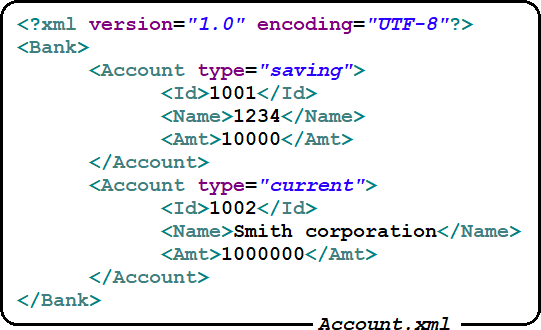 <?xml version="1.0" encoding="UTF-8"?>
<Bank>
<Account type="saving">
<Id>1001</Id>
<Name>1234</Name>
<Amt>10000</Amt>
</Account>
<Account type="current">
<Id>1002</Id>
<Name>Smith corporation</Name>
<Amt>1000000</Amt>
</Account>
</Bank>
Account.xml